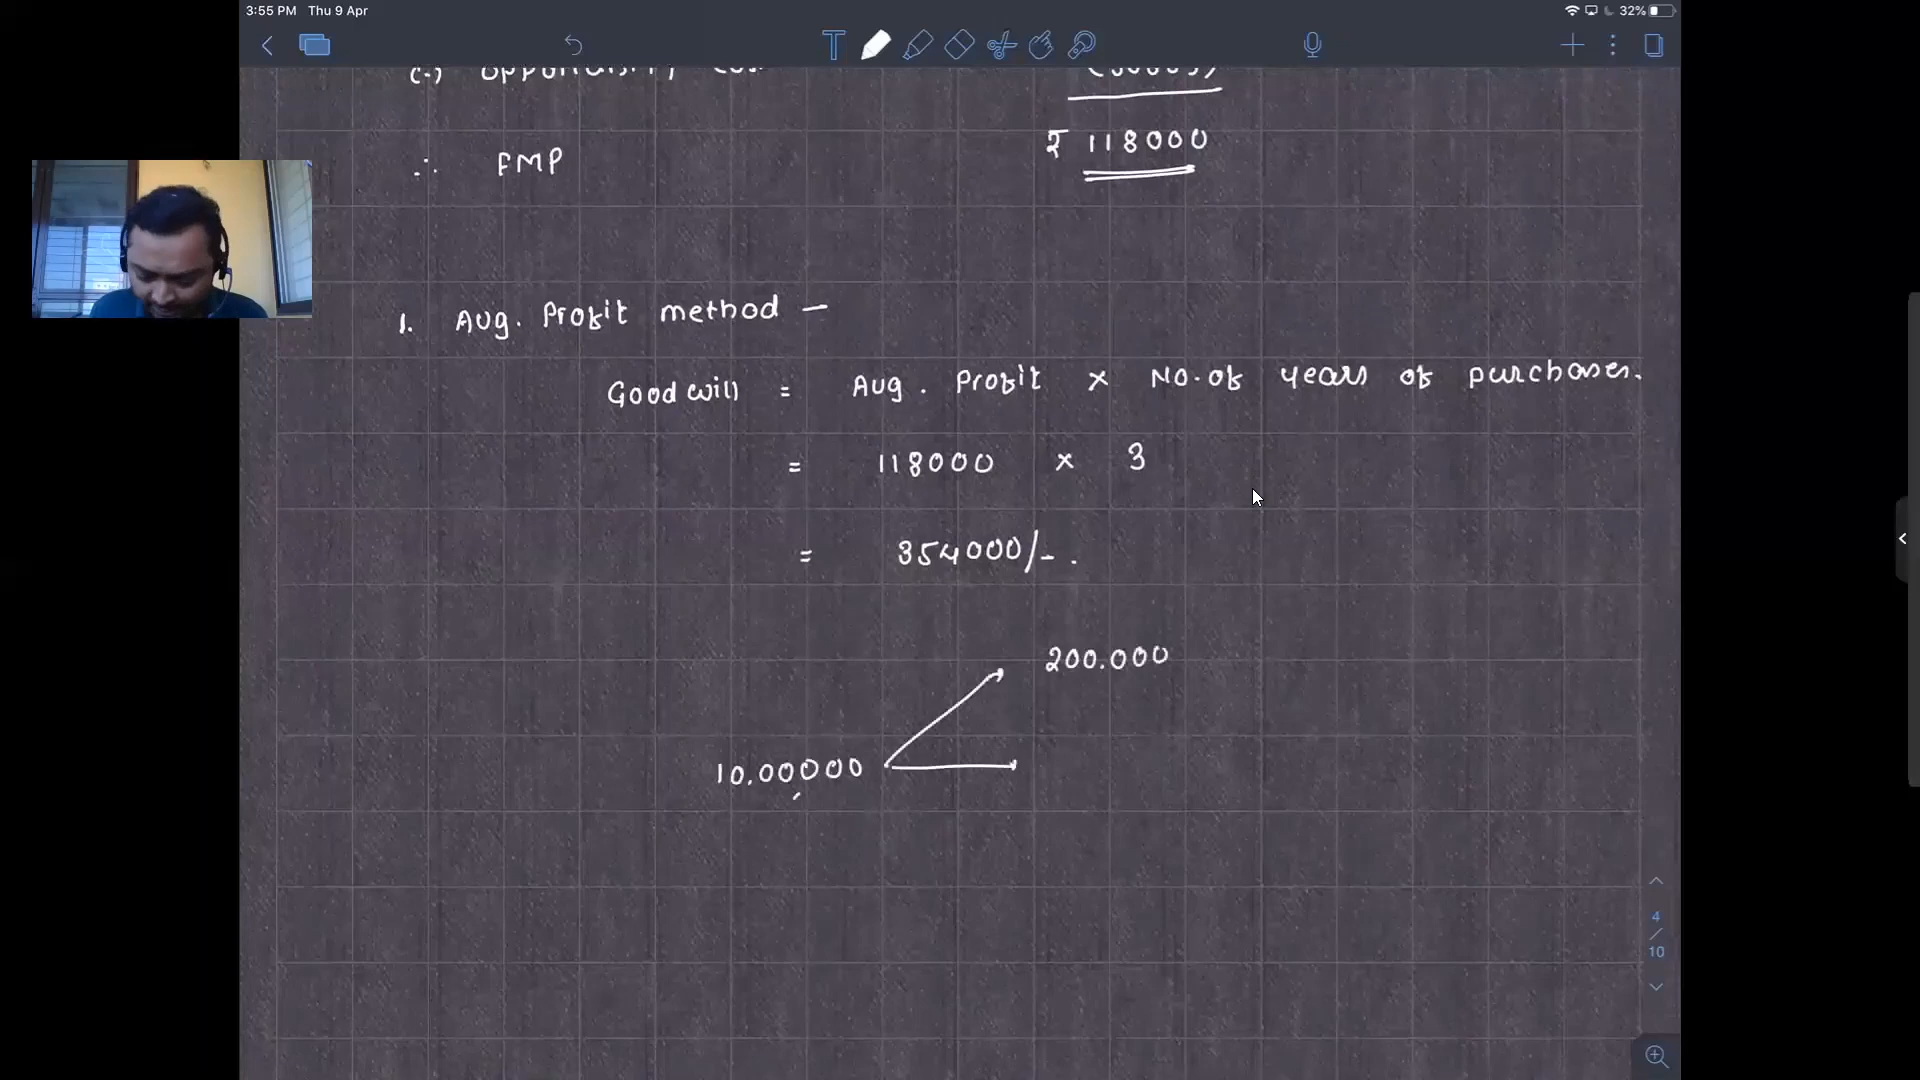 3:55 PM Thu 9 Apr
32%
₹ 118000
∴ FMP
1. Avg. Profit method —
Goodwill = Avg. Profit × No. of years of purchases.
= 118000 × 3
= 354000/- .
200.000
10.00000
4
/
10